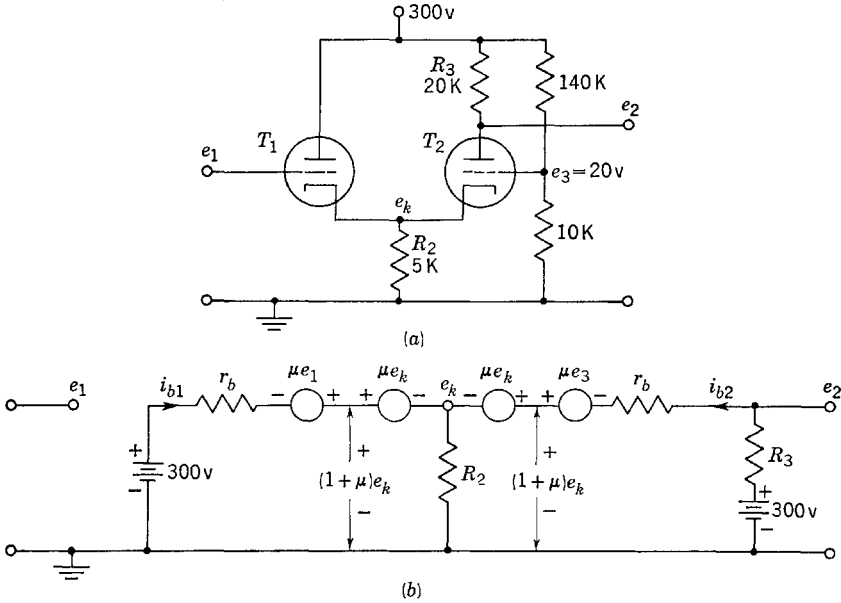 300v
R3
20K
140K
e2
T1
T2
e1
e3 = 20v
ek
R2
5K
10K
(a)
e1
ib1
rb
μe1
μek
ek
μek
μe3
rb
ib2
e2
- + + - - + + -
+
300v
-
+
(1+μ)ek
-
R2
+
(1+μ)ek
-
R3
+
300v
-
(b)